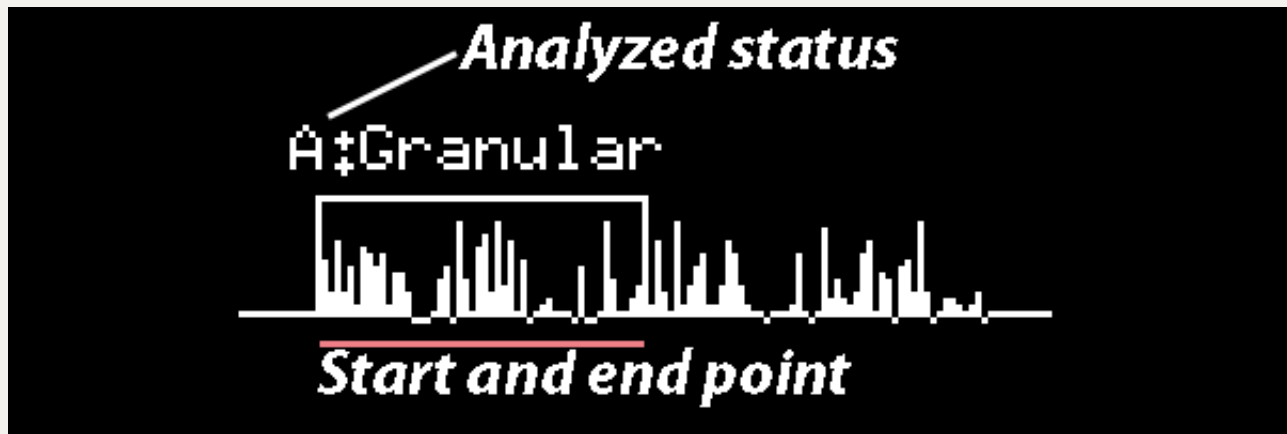 Analyzed status
A‡Granular
Start and end point